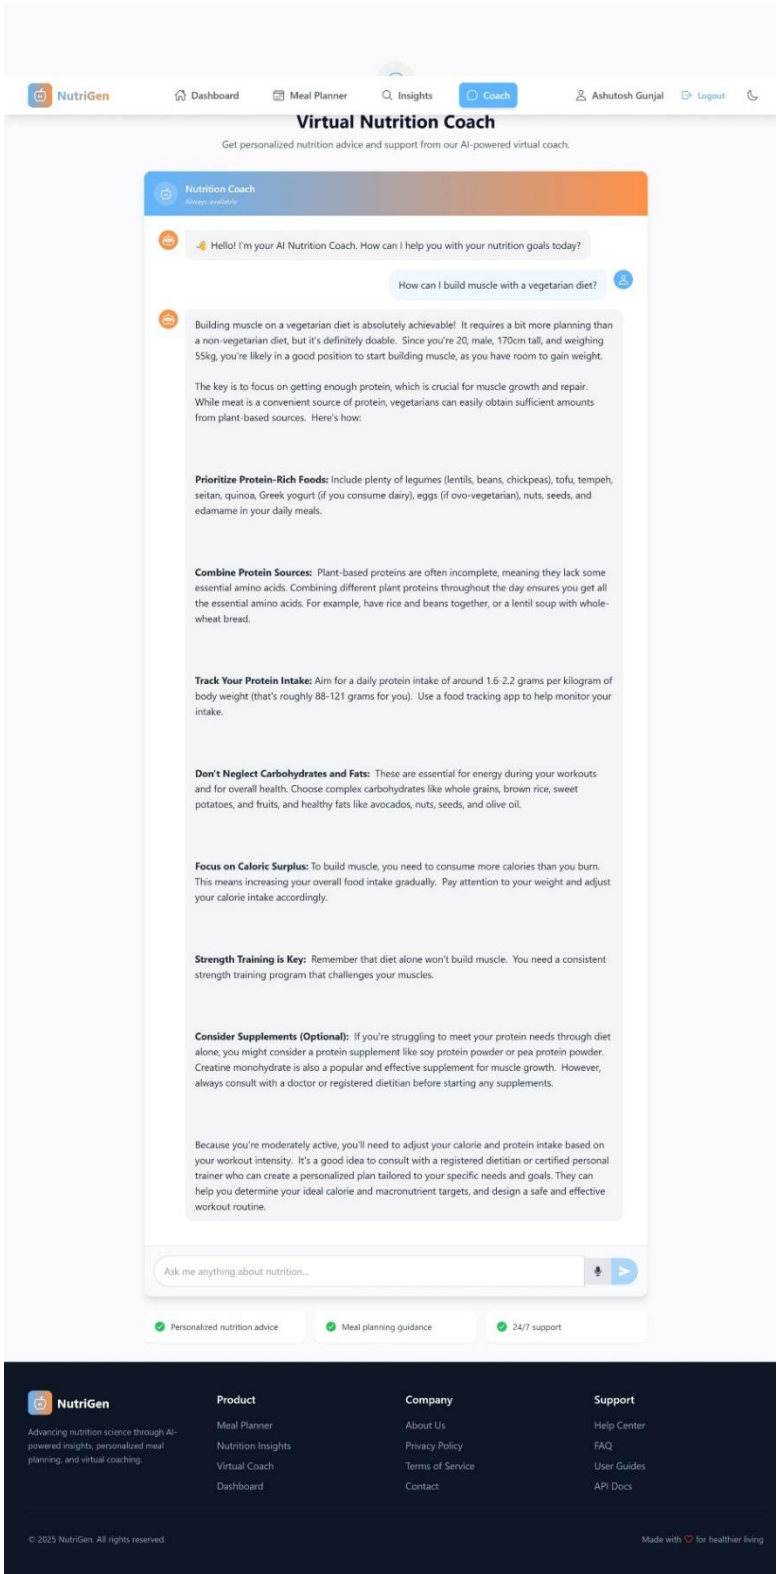 NutriGen
Dashboard
Meal Planner
Insights
Coach
Ashutosh Gunjal
Logout
Virtual Nutrition Coach
Get personalized nutrition advice and support from our AI-powered virtual coach.
Nutrition Coach
Always available
👋 Hello! I'm your AI Nutrition Coach. How can I help you with your nutrition goals today?
How can I build muscle with a vegetarian diet?
Building muscle on a vegetarian diet is absolutely achievable! It requires a bit more planning than
a non-vegetarian diet, but it's definitely doable. Since you're 20, male, 170cm tall, and weighing
55kg, you're likely in a good position to start building muscle, as you have room to gain weight.
The key is to focus on getting enough protein, which is crucial for muscle growth and repair.
While meat is a convenient source of protein, vegetarians can easily obtain sufficient amounts
from plant-based sources. Here's how:
Prioritize Protein-Rich Foods: Include plenty of legumes (lentils, beans, chickpeas), tofu, tempeh,
seitan, quinoa, Greek yogurt (if you consume dairy), eggs (if ovo-vegetarian), nuts, seeds, and
edamame in your daily meals.
Combine Protein Sources: Plant-based proteins are often incomplete, meaning they lack some
essential amino acids. Combining different plant proteins throughout the day ensures you get all
the essential amino acids. For example, have rice and beans together, or a lentil soup with whole-
wheat bread.
Track Your Protein Intake: Aim for a daily protein intake of around 1.6-2.2 grams per kilogram of
body weight (that's roughly 88-121 grams for you). Use a food tracking app to help monitor your
intake.
Don't Neglect Carbohydrates and Fats: These are essential for energy during your workouts
and for overall health. Choose complex carbohydrates like whole grains, brown rice, sweet
potatoes, and fruits, and healthy fats like avocados, nuts, seeds, and olive oil.
Focus on Caloric Surplus: To build muscle, you need to consume more calories than you burn.
This means increasing your overall food intake gradually. Pay attention to your weight and adjust
your calorie intake accordingly.
Strength Training is Key: Remember that diet alone won't build muscle. You need a consistent
strength training program that challenges your muscles.
Consider Supplements (Optional): If you're struggling to meet your protein needs through diet
alone, you might consider a protein supplement like soy protein powder or pea protein powder.
Creatine monohydrate is also a popular and effective supplement for muscle growth. However,
always consult with a doctor or registered dietitian before starting any supplements.
Because you're moderately active, you'll need to adjust your calorie and protein intake based on
your workout intensity. It's a good idea to consult with a registered dietitian or certified personal
trainer who can create a personalized plan tailored to your specific needs and goals. They can
help you determine your ideal calorie and macronutrient targets, and design a safe and effective
workout routine.
Ask me anything about nutrition...
Personalized nutrition advice
Meal planning guidance
24/7 support
NutriGen
Advancing nutrition science through AI-
powered insights, personalized meal
planning, and virtual coaching.
Product
Meal Planner
Nutrition Insights
Virtual Coach
Dashboard
Company
About Us
Privacy Policy
Terms of Service
Contact
Support
Help Center
FAQ
User Guides
API Docs
© 2025 NutriGen. All rights reserved.
Made with ♡ for healthier living